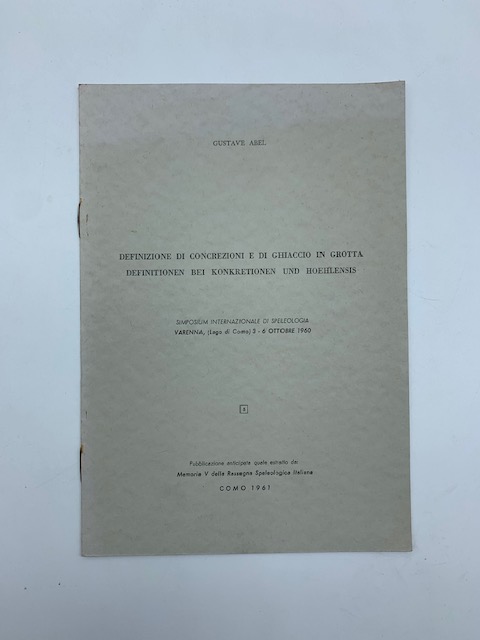 GUSTAVE ABEL
DEFINIZIONE DI CONCREZIONI E DI GHIACCIO IN GROTTA
DEFINITIONEN BEI KONKRETIONEN UND HOEHLENSIS
SIMPOSIUM INTERNAZIONALE DI SPELEOLOGIA
VARENNA, (Lago di Como) 3 - 6 OTTOBRE 1960
Pubblicazione anticipata quale estratto da:
Memoria V della Rassegna Speleologica Italiana
COMO 1961